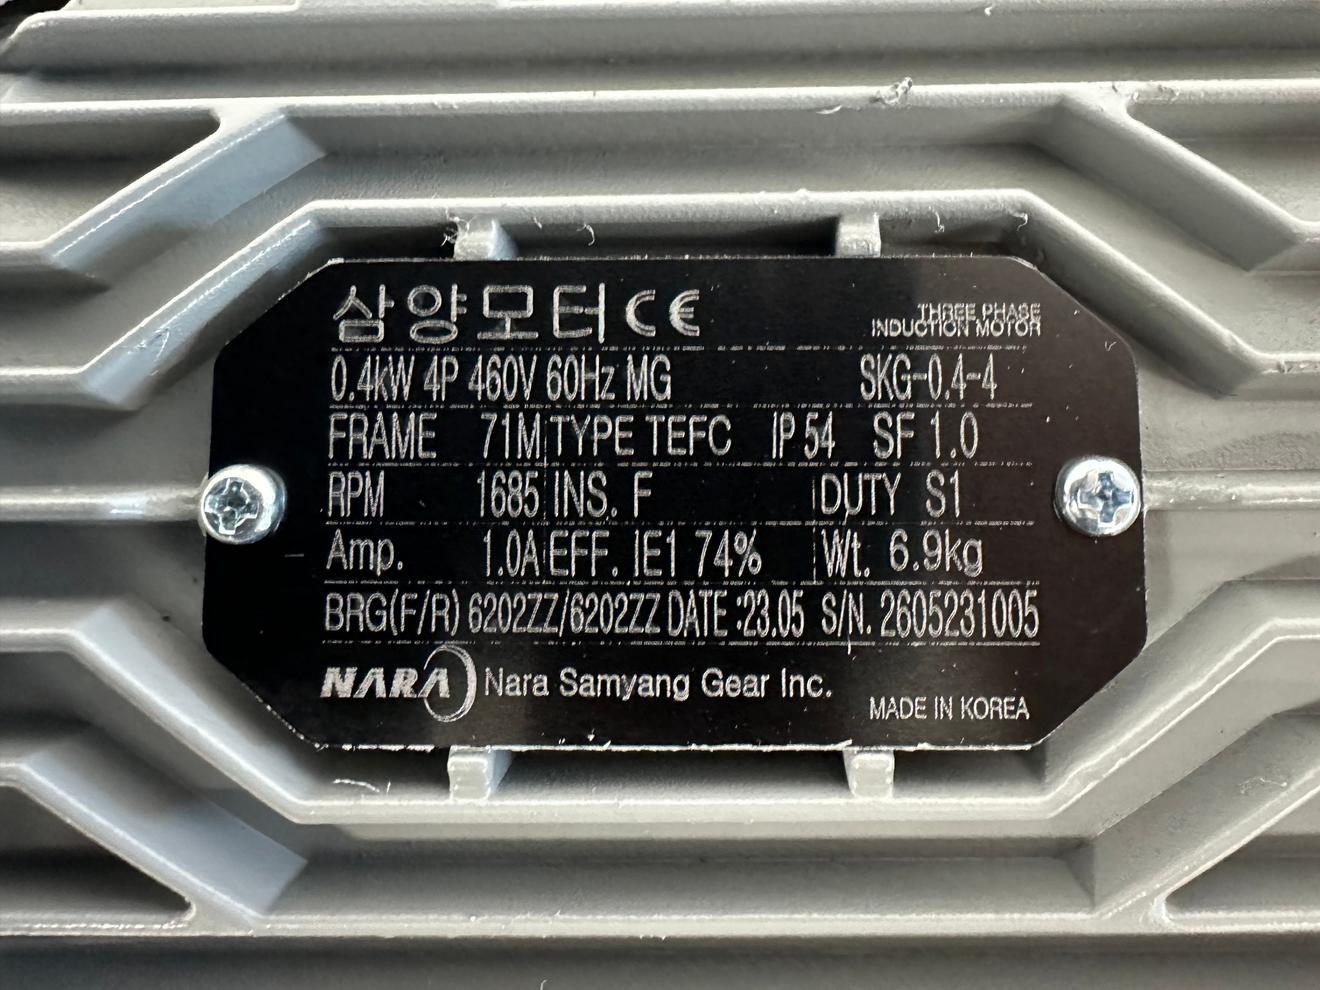 삼양모터 CE
THREE PHASE
INDUCTION MOTOR
0.4kW 4P 460V 60Hz MG SKG-0.4-4
FRAME 71M TYPE TEFC IP 54 SF 1.0
RPM 1685 INS. F DUTY S1
Amp. 1.0A EFF. IE1 74% Wt. 6.9kg
BRG(F/R) 6202ZZ/6202ZZ DATE :23.05 S/N. 2605231005
NARA Nara Samyang Gear Inc.
MADE IN KOREA